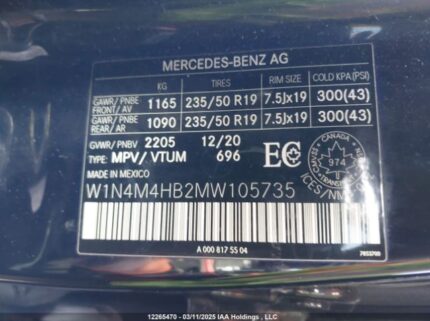 MERCEDES-BENZ AG
KG TIRES RIM SIZE COLD KPA(PSI)
GAWR/PNBE FRONT/AV 1165 235/50 R19 7.5Jx19 300(43)
GAWR/PNBE REAR/AR 1090 235/50 R19 7.5Jx19 300(43)
GVWR/PNBV 2205 12/20
TYPE: MPV/ VTUM 696 EC
CANADA
974
MADE IN MEXICO
W1N4M4HB2MW105735
A 000 817 55 04
12265470 - 03/11/2025 IAA Holdings , LLC